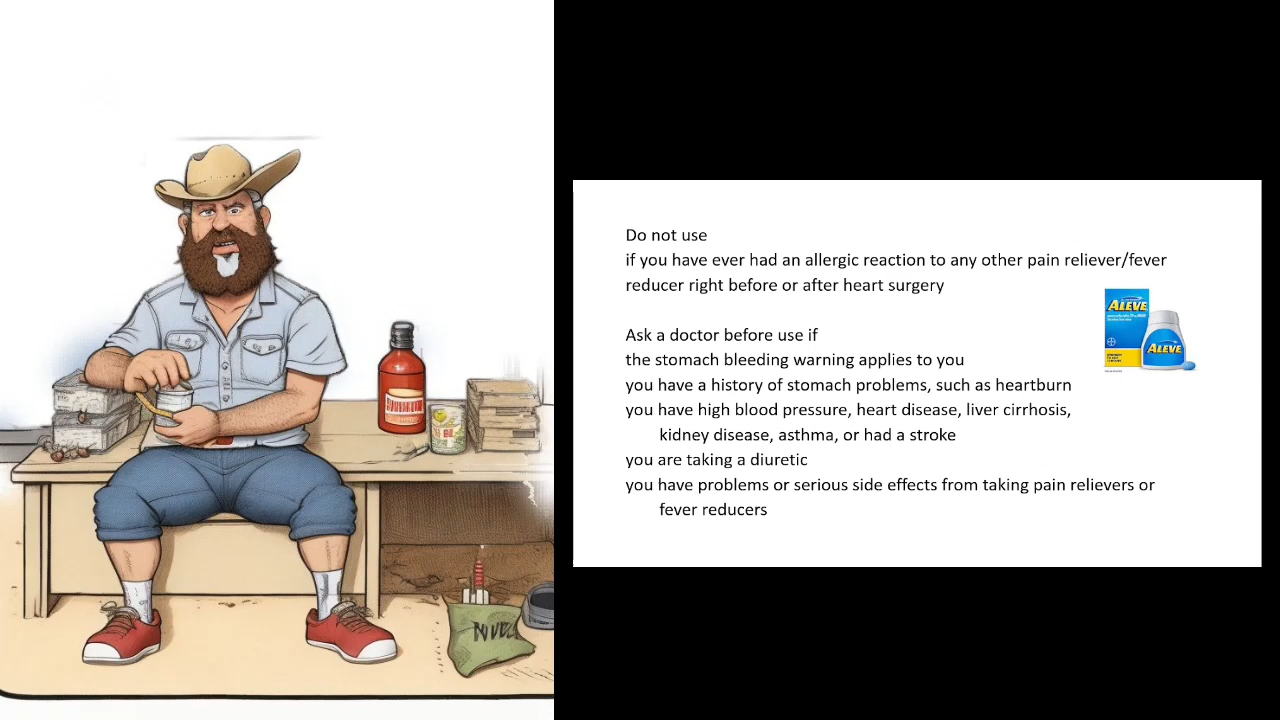 Do not use
if you have ever had an allergic reaction to any other pain reliever/fever
reducer right before or after heart surgery
Ask a doctor before use if
the stomach bleeding warning applies to you
you have a history of stomach problems, such as heartburn
you have high blood pressure, heart disease, liver cirrhosis,
kidney disease, asthma, or had a stroke
you are taking a diuretic
you have problems or serious side effects from taking pain relievers or
fever reducers
ALEVE
ALEVE